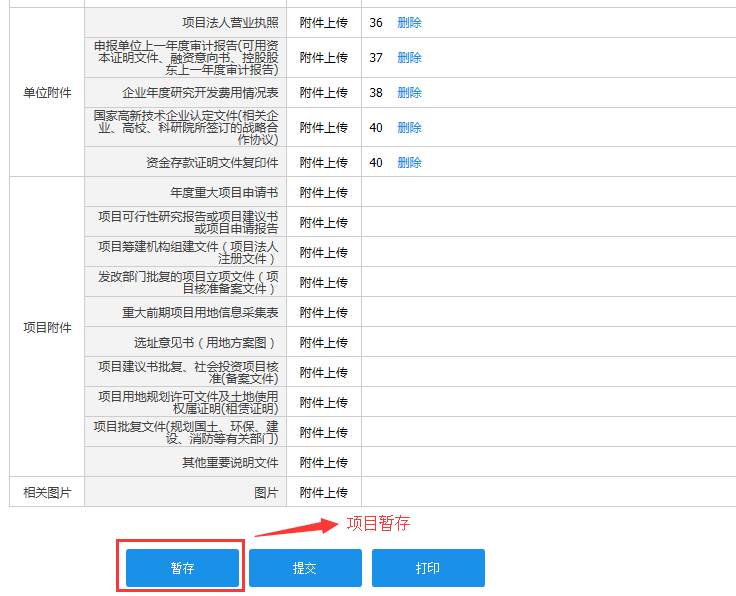 单位附件
项目法人营业执照 附件上传 36 删除
申报单位上一年度审计报告(可用资
本证明文件、融资意向书、控股股
东上一年度审计报告) 附件上传 37 删除
企业年度研究开发费用情况表 附件上传 38 删除
国家高新技术企业认定文件(相关企
业、高校、科研院所签订的战略合
作协议) 附件上传 40 删除
资金存款证明文件复印件 附件上传 40 删除
项目附件
年度重大项目申请书 附件上传
项目可行性研究报告或项目建议书
或项目申请报告 附件上传
项目筹建机构组建文件（项目法人
注册文件） 附件上传
发改部门批复的项目立项文件（项
目核准备案文件） 附件上传
重大前期项目用地信息采集表 附件上传
选址意见书（用地方案图） 附件上传
项目建议书批复、社会投资项目核
准(备案文件) 附件上传
项目用地规划许可文件及土地使用
权属证明(租赁证明) 附件上传
项目批复文件(规划国土、环保、建
设、消防等有关部门) 附件上传
其他重要说明文件 附件上传
相关图片 图片 附件上传
项目暂存
暂存 提交 打印